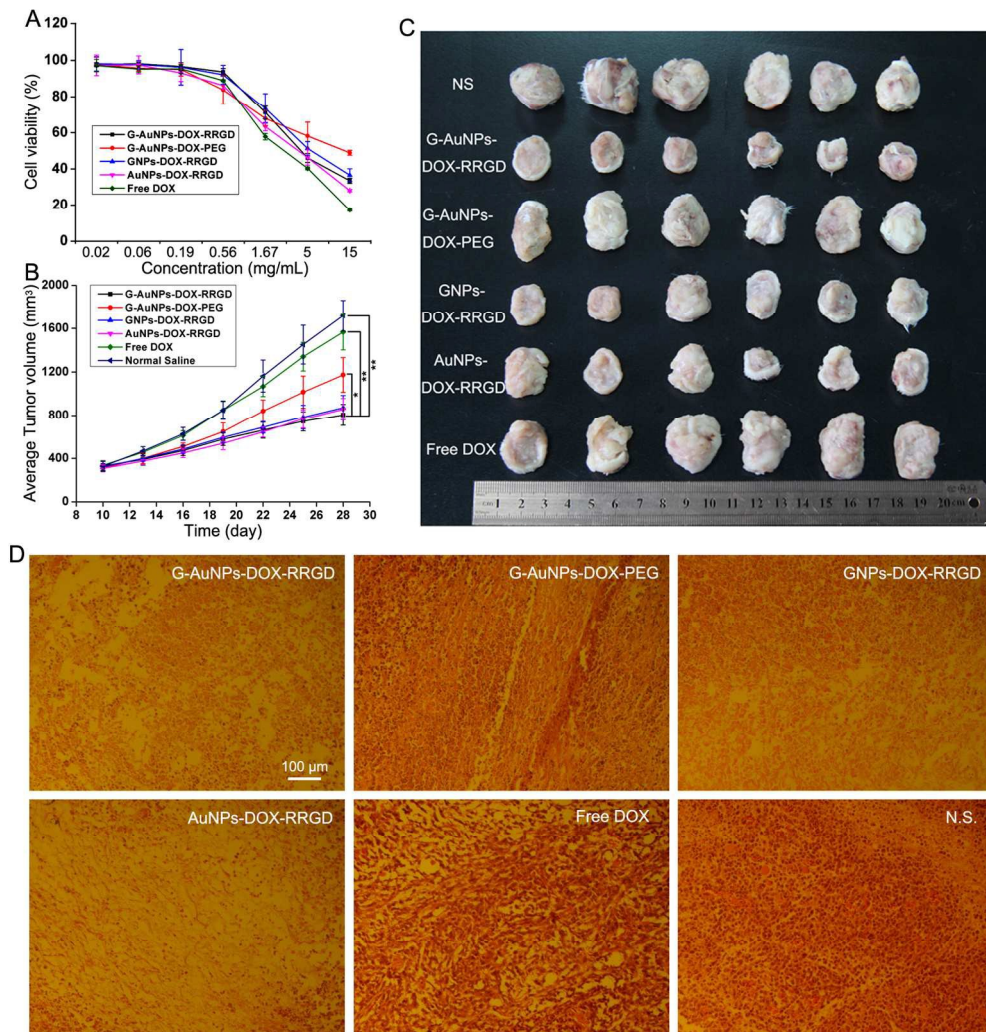 A
Cell viability (%)
120
100
80
60
40
20
0
G-AuNPs-DOX-RRGD
G-AuNPs-DOX-PEG
GNPs-DOX-RRGD
AuNPs-DOX-RRGD
Free DOX
0.02 0.06 0.19 0.56 1.67 5 15
Concentration (mg/mL)
B
Average Tumor volume (mm³)
2000
1600
1200
800
400
0
G-AuNPs-DOX-RRGD
G-AuNPs-DOX-PEG
GNPs-DOX-RRGD
AuNPs-DOX-RRGD
Free DOX
Normal Saline
*
**
**
8 10 12 14 16 18 20 22 24 26 28 30
Time (day)
C
NS
G-AuNPs-
DOX-RRGD
G-AuNPs-
DOX-PEG
GNPs-
DOX-RRGD
AuNPs-
DOX-RRGD
Free DOX
cm 1 2 3 4 5 6 7 8 9 10 11 12 13 14 15 16 17 18 19 20 cm
D
G-AuNPs-DOX-RRGD
100 µm
G-AuNPs-DOX-PEG
GNPs-DOX-RRGD
AuNPs-DOX-RRGD
Free DOX
N.S.